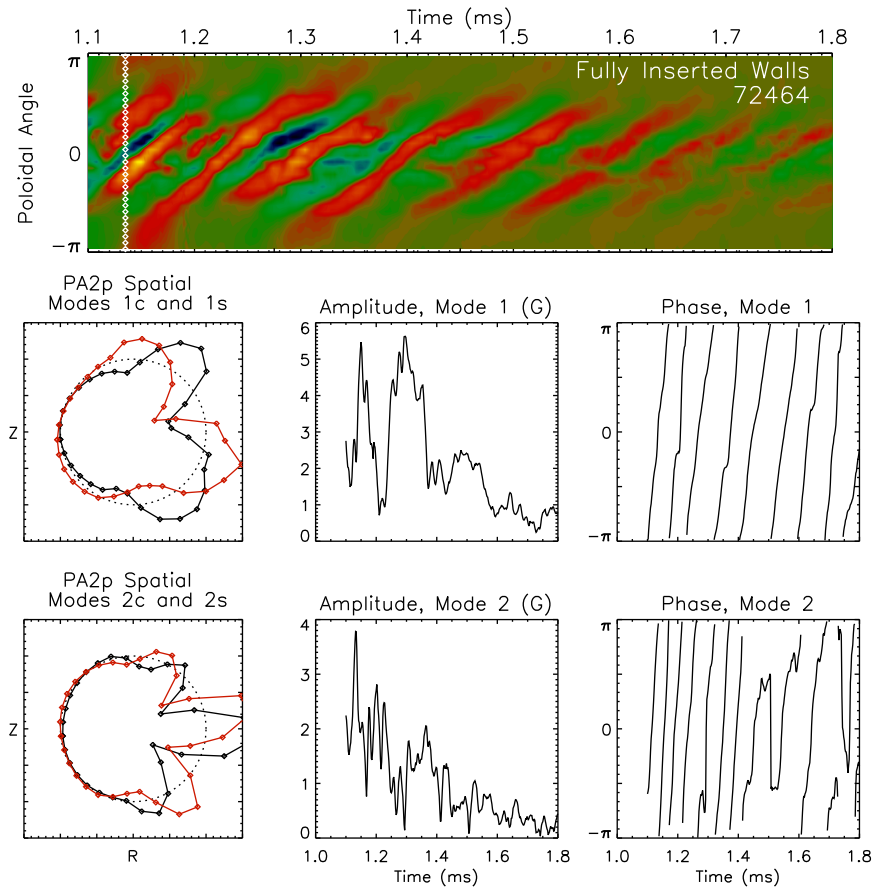 Time (ms)
1.1 1.2 1.3 1.4 1.5 1.6 1.7 1.8
π
Fully Inserted Walls
72464
Poloidal Angle
0
−π
PA2p Spatial
Modes 1c and 1s
Z
Amplitude, Mode 1 (G)
6
5
4
3
2
1
0
Phase, Mode 1
π
0
−π
PA2p Spatial
Modes 2c and 2s
Z
R
Amplitude, Mode 2 (G)
4
3
2
1
0
1.0 1.2 1.4 1.6 1.8
Time (ms)
Phase, Mode 2
π
0
−π
1.0 1.2 1.4 1.6 1.8
Time (ms)